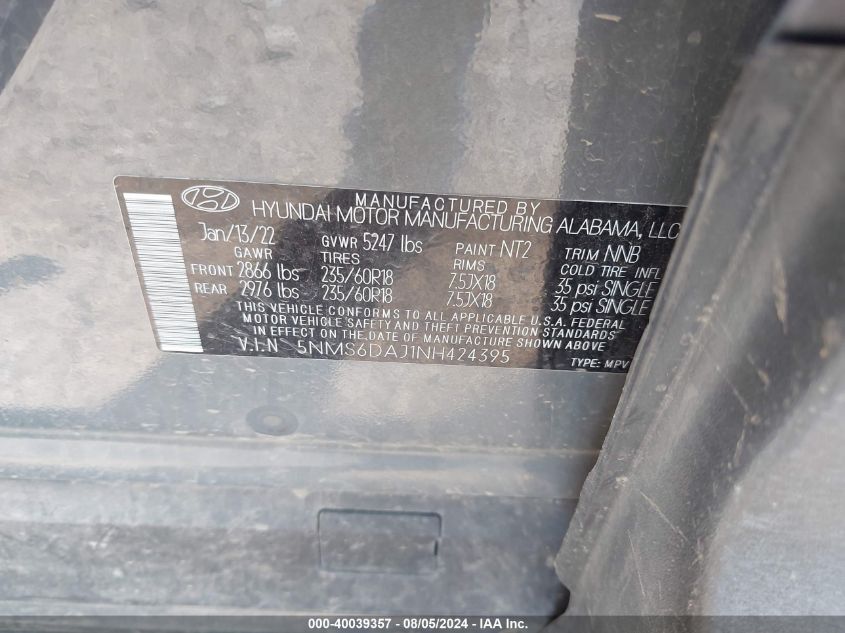 MANUFACTURED BY
HYUNDAI MOTOR MANUFACTURING ALABAMA, LLC
Jan/13/22 GVWR 5247 lbs PAINT NT2 TRIM NNB
GAWR TIRES RIMS COLD TIRE INFL
FRONT 2866 lbs 235/60R18 7.5JX18 35 psi SINGLE
REAR 2976 lbs 235/60R18 7.5JX18 35 psi SINGLE
THIS VEHICLE CONFORMS TO ALL APPLICABLE U.S.A. FEDERAL
MOTOR VEHICLE SAFETY AND THEFT PREVENTION STANDARDS
IN EFFECT ON THE.DATE OF MANUFACTURE SHOWN ABOVE
V.I.N 5NMS6DAJ1NH424395
TYPE: MPV
000-40039357 - 08/05/2024 - IAA Inc.